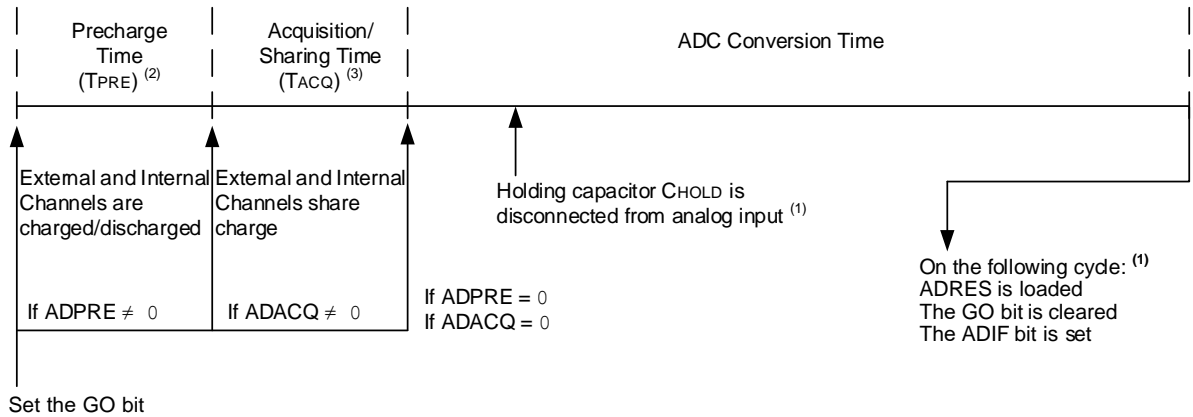 Precharge
Time
(TPRE) (2)
Acquisition/
Sharing Time
(TACQ) (3)
ADC Conversion Time
External and Internal
Channels are
charged/discharged
External and Internal
Channels share
charge
Holding capacitor CHOLD is
disconnected from analog input (1)
If ADPRE ≠ 0
If ADACQ ≠ 0
If ADPRE = 0
If ADACQ = 0
On the following cycle: (1)
ADRES is loaded
The GO bit is cleared
The ADIF bit is set
Set the GO bit